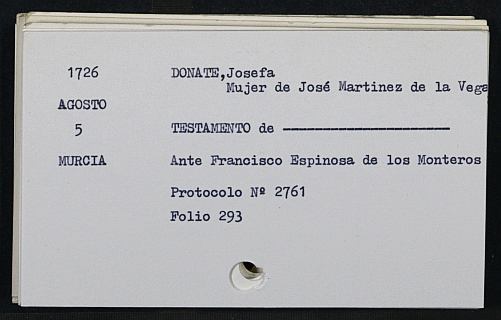 1726 DONATE,Josefa
Mujer de José Martinez de la Vega
AGOSTO
5 TESTAMENTO de ------------------------
MURCIA Ante Francisco Espinosa de los Monteros
Protocolo Nº 2761
Folio 293